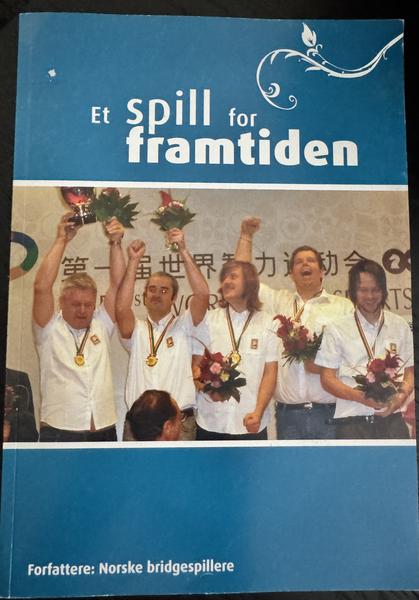 Et spill for
framtiden
第一届世界智力运动会
Forfattere: Norske bridgespillere